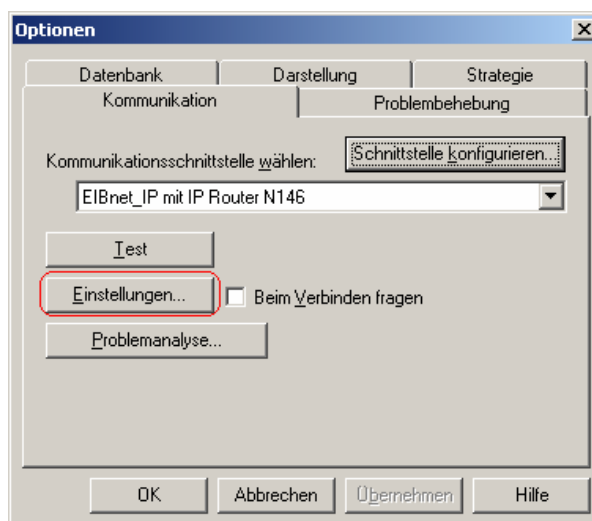 Optionen
Datenbank
Darstellung
Strategie
Kommunikation
Problembehebung
Kommunikationsschnittstelle wählen:
Schnittstelle konfigurieren...
EIBnet_IP mit IP Router N146
Test
Einstellungen...
Beim Verbinden fragen
Problemanalyse...
OK
Abbrechen
Übernehmen
Hilfe